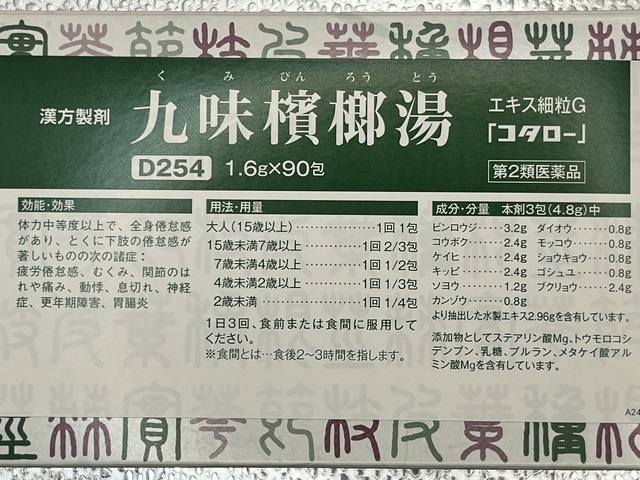 く み びん ろう とう
漢方製剤 九味檳榔湯 エキス細粒G
「コタロー」
D254 1.6g×90包 第2類医薬品
効能・効果
体力中等度以上で、全身倦怠感
があり、とくに下肢の倦怠感が
著しいものの次の諸症：
疲労倦怠感、むくみ、関節のは
れや痛み、動悸、息切れ、神経
症、更年期障害、胃腸炎
用法・用量
大人（15歳以上）……………1回 1包
15歳未満7歳以上……………1回 2/3包
7歳未満4歳以上……………1回 1/2包
4歳未満2歳以上……………1回 1/3包
2歳未満……………1回 1/4包
1日3回、食前または食間に服用して
ください。
※食間とは…食後2～3時間を指します。
成分・分量 本剤3包（4.8g）中
ビンロウジ……3.2g ダイオウ……0.8g
コウボク……2.4g モッコウ……0.8g
ケイヒ……2.4g ショウキョウ……0.8g
キッピ……2.4g ゴシュユ……0.8g
ソヨウ……1.2g ブクリョウ……2.4g
カンゾウ……0.8g
より抽出した水製エキス2.96gを含有しています。
添加物としてステアリン酸Mg、トウモロコシ
デンプン、乳糖、プルラン、メタケイ酸アル
ミン酸Mgを含有しています。
A24